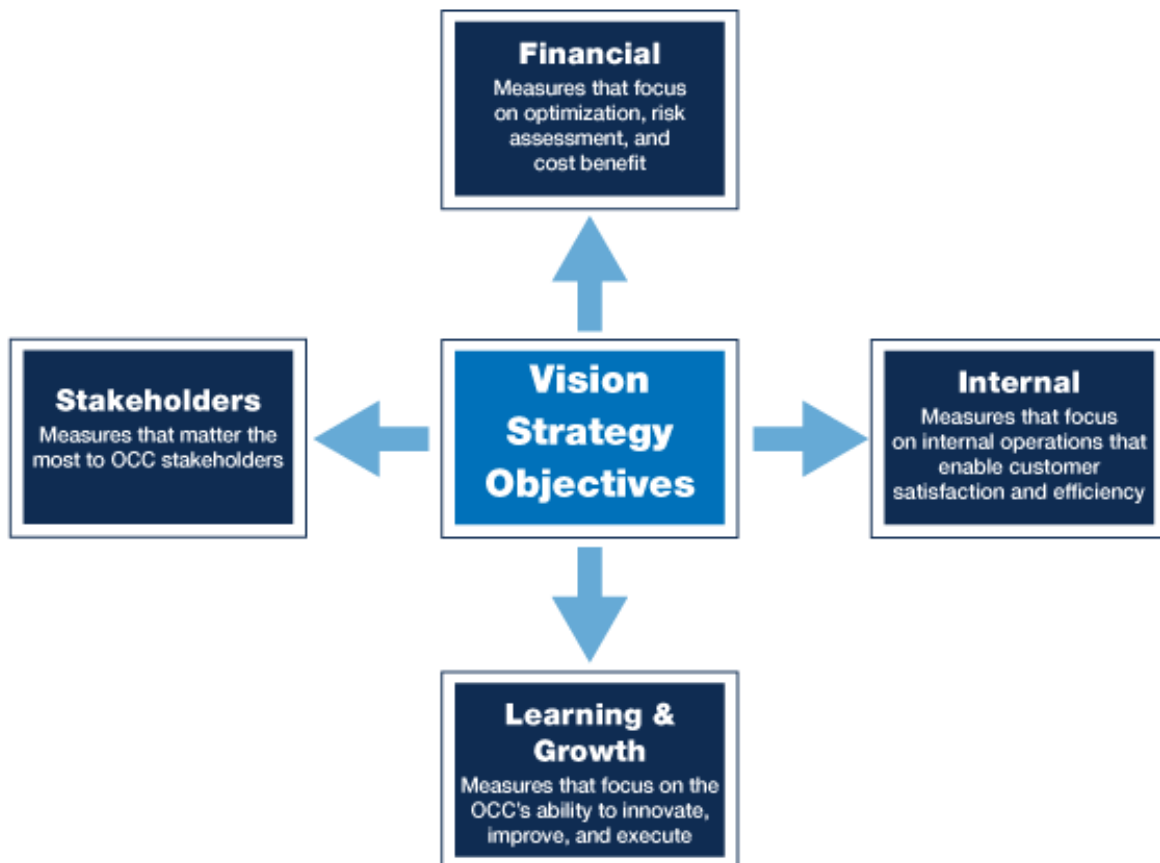 Financial
Measures that focus
on optimization, risk
assessment, and
cost benefit
Stakeholders
Measures that matter the
most to OCC stakeholders
Vision
Strategy
Objectives
Internal
Measures that focus
on internal operations that
enable customer
satisfaction and efficiency
Learning &
Growth
Measures that focus on the
OCC's ability to innovate,
improve, and execute